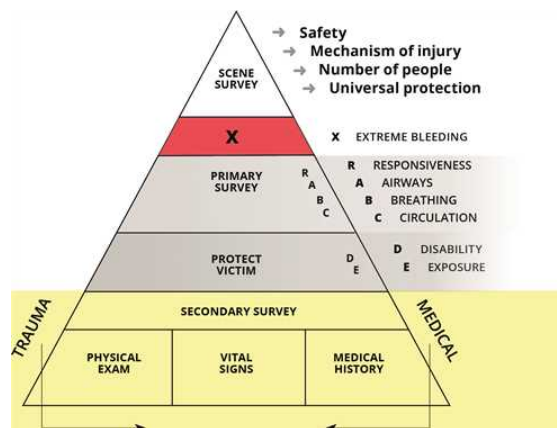 Safety
Mechanism of injury
Number of people
Universal protection
SCENE
SURVEY
X
X EXTREME BLEEDING
PRIMARY
SURVEY
R
A
B
C
R RESPONSIVENESS
A AIRWAYS
B BREATHING
C CIRCULATION
PROTECT
VICTIM
D
E
D DISABILITY
E EXPOSURE
TRAUMA
SECONDARY SURVEY
MEDICAL
PHYSICAL
EXAM
VITAL
SIGNS
MEDICAL
HISTORY